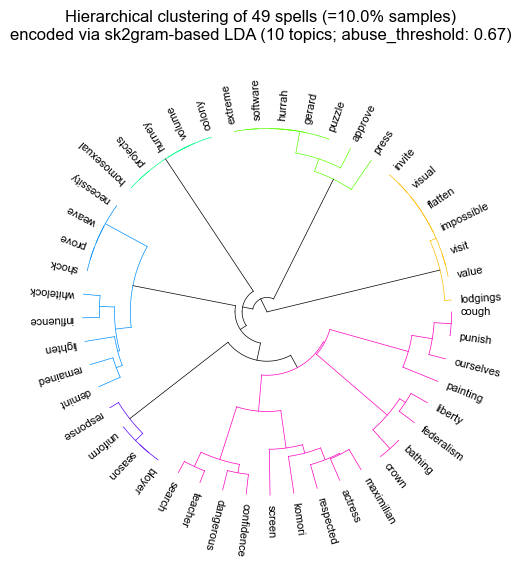 Hierarchical clustering of 49 spells (=10.0% samples)
encoded via sk2gram-based LDA (10 topics; abuse_threshold: 0.67)
extreme
software
hurrah
gerard
puzzle
approve
press
invite
visual
flatten
impossible
visit
value
lodgings
cough
punish
ourselves
painting
liberty
federalism
bathing
crown
maximilian
actress
respected
komori
screen
confidence
dangerous
teacher
search
bloyer
season
uniform
response
demint
remained
lighten
influence
whitelock
shock
prove
weave
necessity
homosexual
projects
hurney
volume
colony